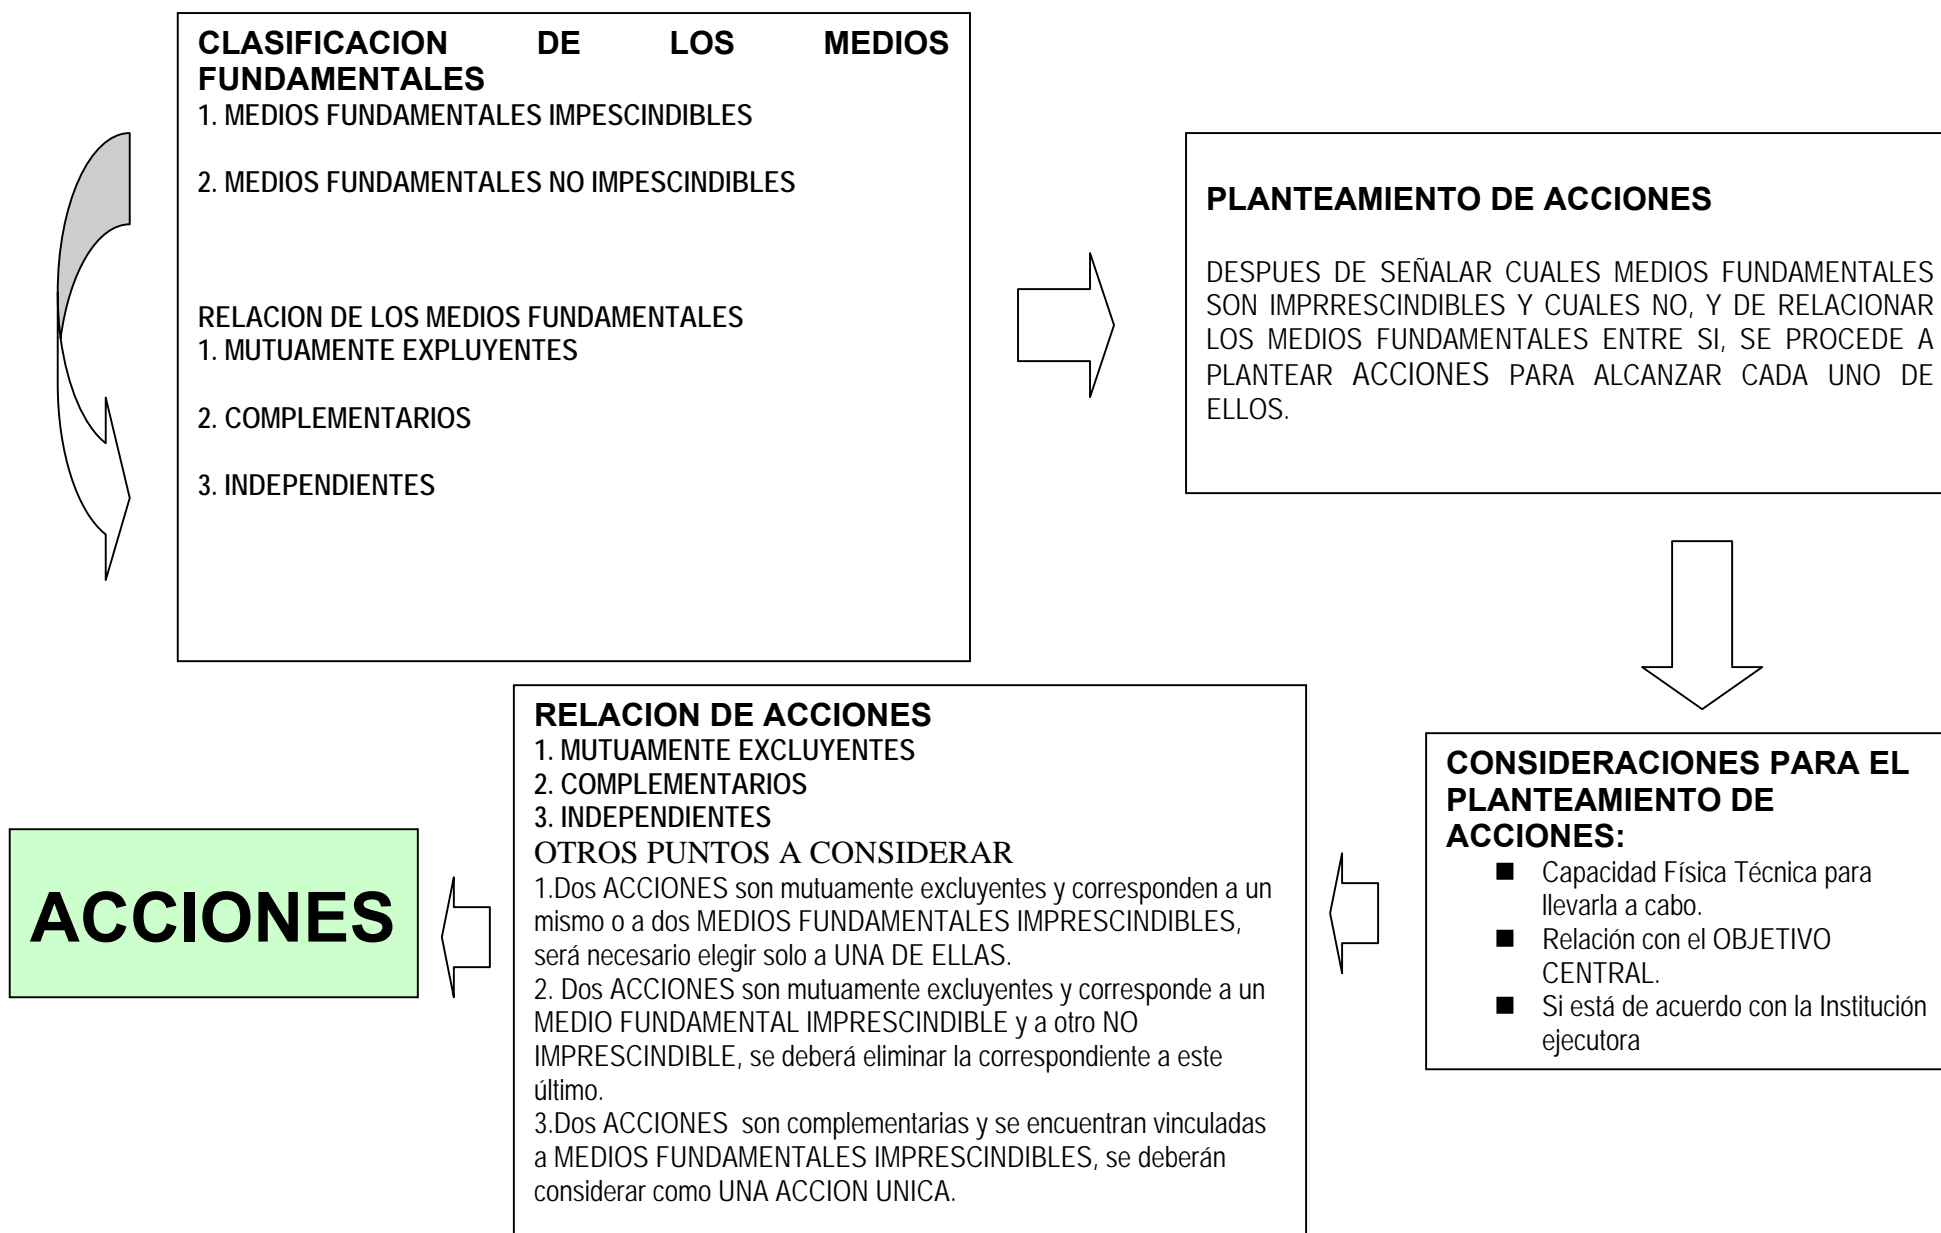 CLASIFICACION DE LOS MEDIOS
FUNDAMENTALES
1. MEDIOS FUNDAMENTALES IMPESCINDIBLES
2. MEDIOS FUNDAMENTALES NO IMPESCINDIBLES
RELACION DE LOS MEDIOS FUNDAMENTALES
1. MUTUAMENTE EXPLUYENTES
2. COMPLEMENTARIOS
3. INDEPENDIENTES
PLANTEAMIENTO DE ACCIONES
DESPUES DE SEÑALAR CUALES MEDIOS FUNDAMENTALES
SON IMPRRESCINDIBLES Y CUALES NO, Y DE RELACIONAR
LOS MEDIOS FUNDAMENTALES ENTRE SI, SE PROCEDE A
PLANTEAR ACCIONES PARA ALCANZAR CADA UNO DE
ELLOS.
CONSIDERACIONES PARA EL
PLANTEAMIENTO DE
ACCIONES:
■ Capacidad Física Técnica para
llevarla a cabo.
■ Relación con el OBJETIVO
CENTRAL.
■ Si está de acuerdo con la Institución
ejecutora
RELACION DE ACCIONES
1. MUTUAMENTE EXCLUYENTES
2. COMPLEMENTARIOS
3. INDEPENDIENTES
OTROS PUNTOS A CONSIDERAR
1.Dos ACCIONES son mutuamente excluyentes y corresponden a un
mismo o a dos MEDIOS FUNDAMENTALES IMPRESCINDIBLES,
será necesario elegir solo a UNA DE ELLAS.
2. Dos ACCIONES son mutuamente excluyentes y corresponde a un
MEDIO FUNDAMENTAL IMPRESCINDIBLE y a otro NO
IMPRESCINDIBLE, se deberá eliminar la correspondiente a este
último.
3.Dos ACCIONES son complementarias y se encuentran vinculadas
a MEDIOS FUNDAMENTALES IMPRESCINDIBLES, se deberán
considerar como UNA ACCION UNICA.
ACCIONES